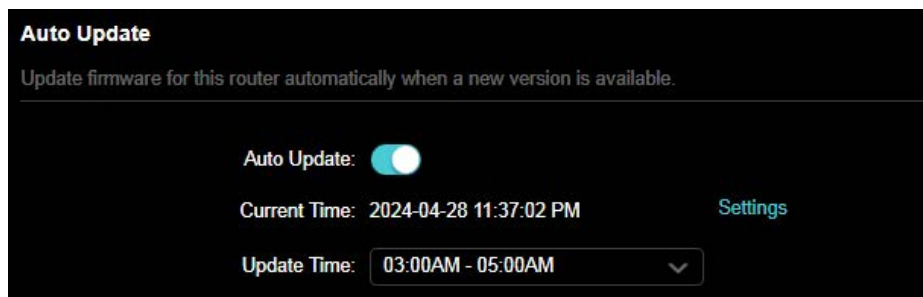 Auto Update
Update firmware for this router automatically when a new version is available.
Auto Update:
Current Time: 2024-04-28 11:37:02 PM Settings
Update Time: 03:00AM - 05:00AM